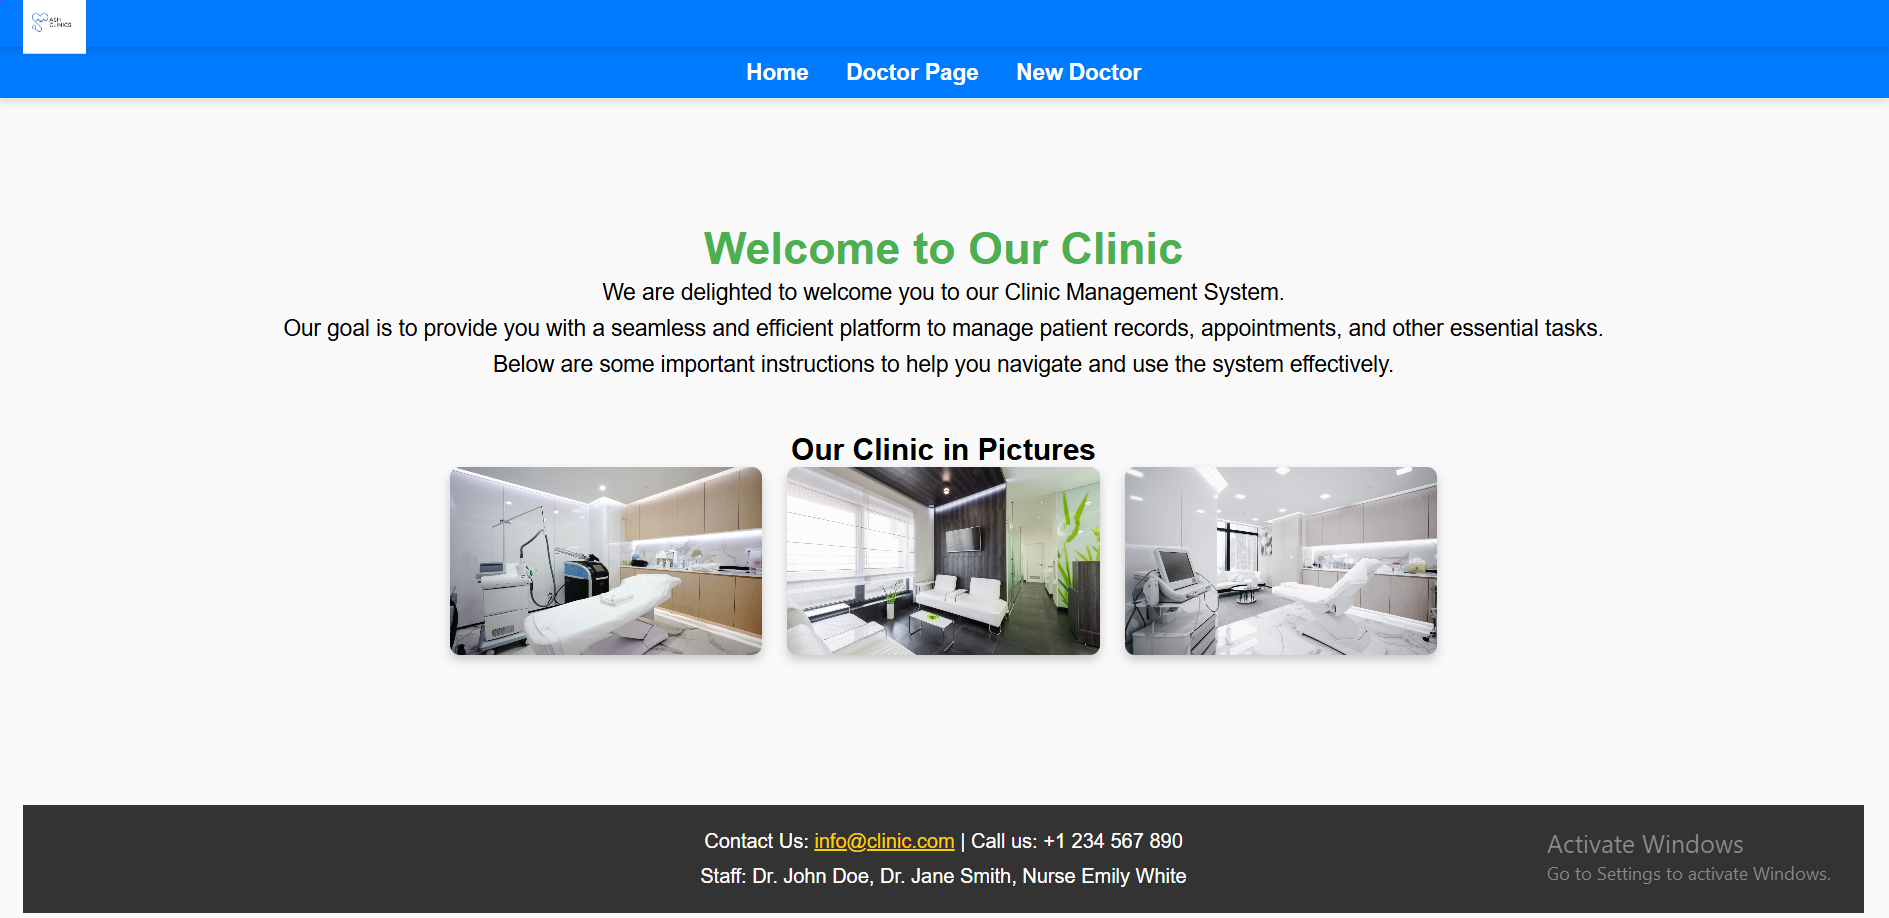 ASH
CLINICS
Home Doctor Page New Doctor
Welcome to Our Clinic
We are delighted to welcome you to our Clinic Management System.
Our goal is to provide you with a seamless and efficient platform to manage patient records, appointments, and other essential tasks.
Below are some important instructions to help you navigate and use the system effectively.
Our Clinic in Pictures
Contact Us: info@clinic.com | Call us: +1 234 567 890
Staff: Dr. John Doe, Dr. Jane Smith, Nurse Emily White
Activate Windows
Go to Settings to activate Windows.